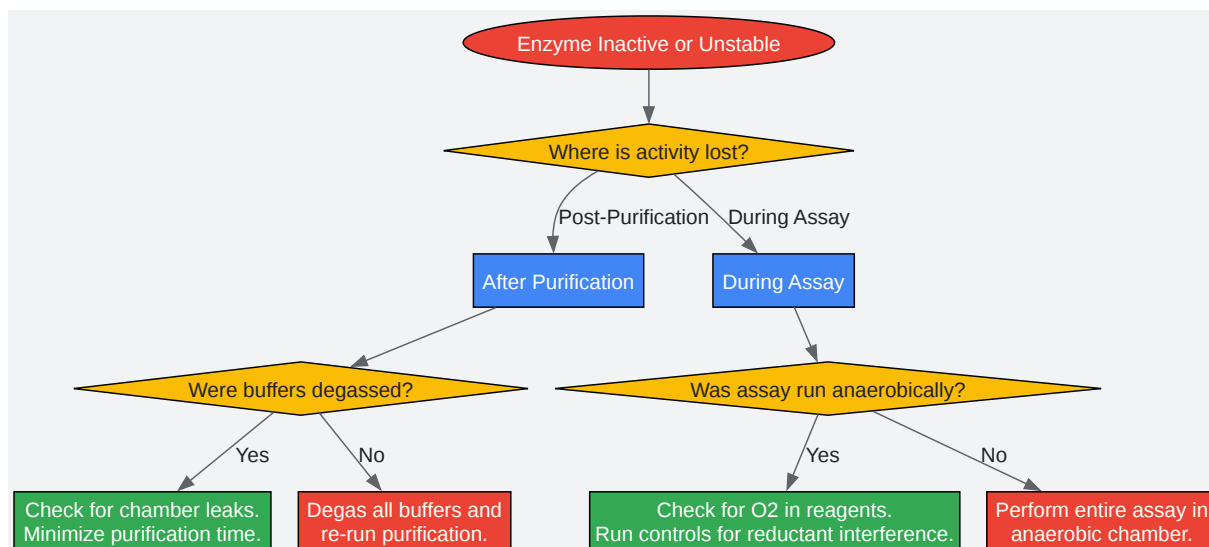 Enzyme Inactive or Unstable
Where is activity lost?
Post-Purification
During Assay
After Purification
During Assay
Were buffers degassed?
Was assay run anaerobically?
Yes
No
Yes
No
Check for chamber leaks.
Minimize purification time.
Degas all buffers and
re-run purification.
Check for O2 in reagents.
Run controls for reductant interference.
Perform entire assay in
anaerobic chamber.